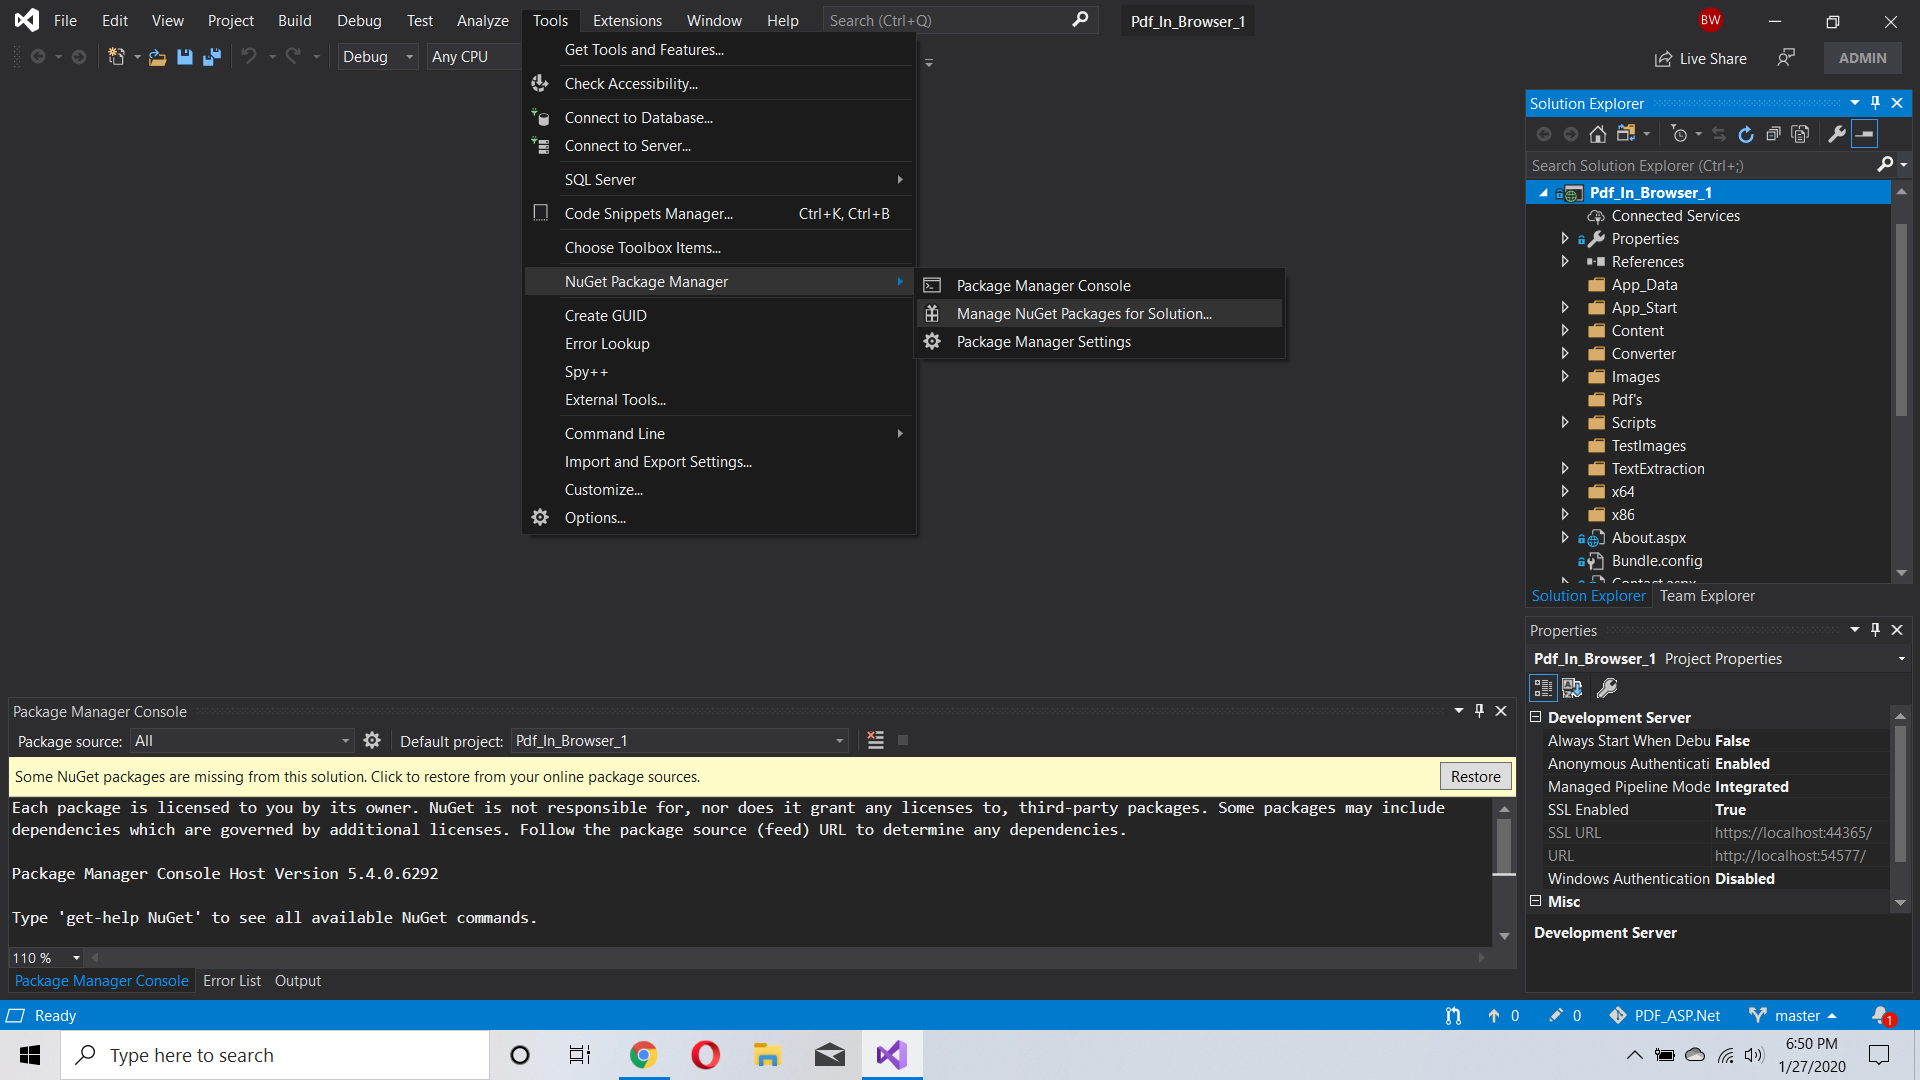 File Edit View Project Build Debug Test Analyze Tools Extensions Window Help Search (Ctrl+Q) Pdf_In_Browser_1 BW
Debug Any CPU Live Share ADMIN
Get Tools and Features...
Check Accessibility...
Connect to Database...
Connect to Server...
SQL Server
Code Snippets Manager... Ctrl+K, Ctrl+B
Choose Toolbox Items...
NuGet Package Manager
Create GUID
Error Lookup
Spy++
External Tools...
Command Line
Import and Export Settings...
Customize...
Options...
Package Manager Console
Manage NuGet Packages for Solution...
Package Manager Settings
Solution Explorer
Search Solution Explorer (Ctrl+;)
Pdf_In_Browser_1
Connected Services
Properties
References
App_Data
App_Start
Content
Converter
Images
Pdf's
Scripts
TestImages
TextExtraction
x64
x86
About.aspx
Bundle.config
Contact.aspx
Solution Explorer Team Explorer
Properties
Pdf_In_Browser_1 Project Properties
Development Server
Always Start When Debu False
Anonymous Authenticati Enabled
Managed Pipeline Mode Integrated
SSL Enabled True
SSL URL https://localhost:44365/
URL http://localhost:54577/
Windows Authentication Disabled
Misc
Development Server
Package Manager Console
Package source: All Default project: Pdf_In_Browser_1
Some NuGet packages are missing from this solution. Click to restore from your online package sources. Restore
Each package is licensed to you by its owner. NuGet is not responsible for, nor does it grant any licenses to, third-party packages. Some packages may include
dependencies which are governed by additional licenses. Follow the package source (feed) URL to determine any dependencies.
Package Manager Console Host Version 5.4.0.6292
Type 'get-help NuGet' to see all available NuGet commands.
110 %
Package Manager Console Error List Output
Ready 0 0 PDF_ASP.Net master 1
Type here to search
6:50 PM
1/27/2020